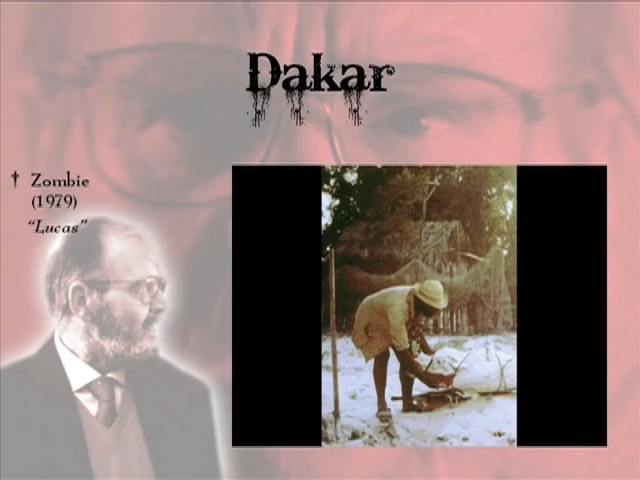 Dakar
† Zombie
(1979)
“Lucas”